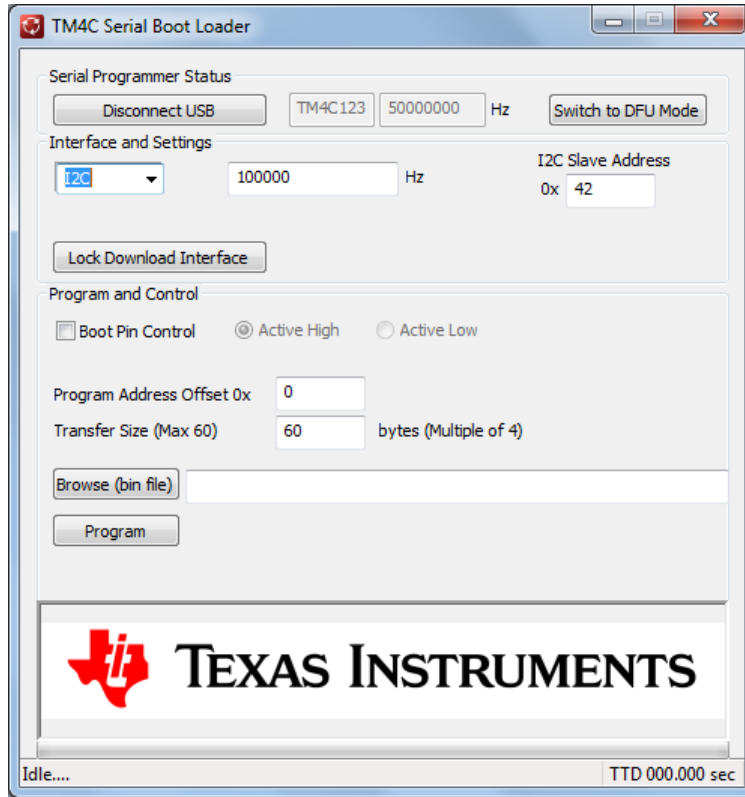 TM4C Serial Boot Loader
Serial Programmer Status
Disconnect USB TM4C123 50000000 Hz Switch to DFU Mode
Interface and Settings
I2C Slave Address
I2C 100000 Hz 0x 42
Lock Download Interface
Program and Control
Boot Pin Control Active High Active Low
Program Address Offset 0x 0
Transfer Size (Max 60) 60 bytes (Multiple of 4)
Browse (bin file)
Program
TEXAS INSTRUMENTS
Idle.... TTD 000.000 sec